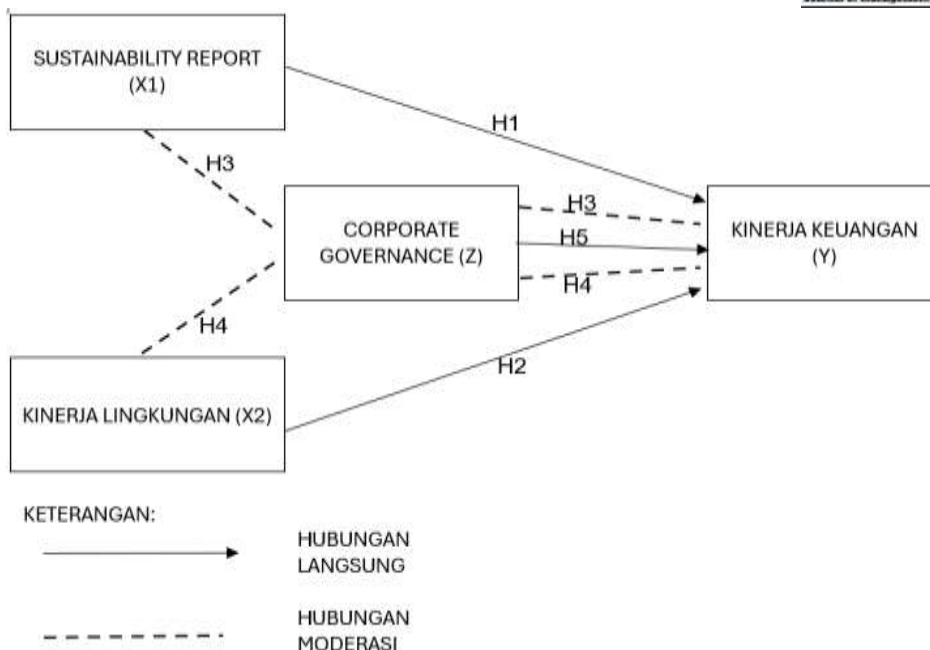 SUSTAINABILITY REPORT
(X1)
H1
H3
CORPORATE
GOVERNANCE (Z)
H3
H5
H4
KINERJA KEUANGAN
(Y)
H4
H2
KINERJA LINGKUNGAN (X2)
KETERANGAN:
HUBUNGAN
LANGSUNG
HUBUNGAN
MODERASI